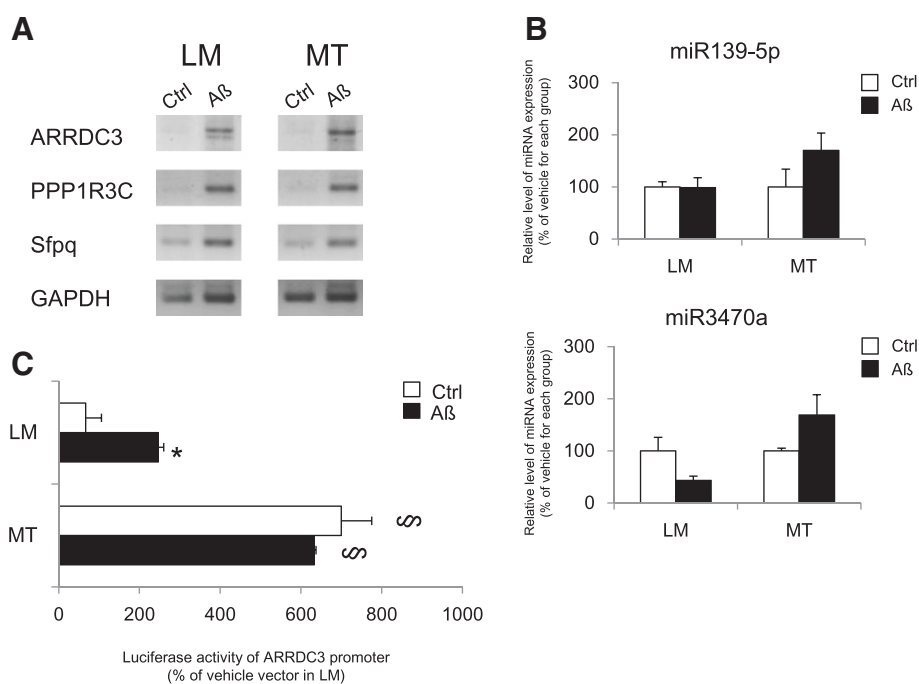 A
LM MT
Ctrl Aß Ctrl Aß
ARRDC3
PPP1R3C
Sfpq
GAPDH
B
miR139-5p
Relative level of miRNA expression
(% of vehicle for each group)
300
200
100
0
LM MT
Ctrl
Aß
miR3470a
Relative level of miRNA expression
(% of vehicle for each group)
300
200
100
0
LM MT
Ctrl
Aß
C
Ctrl
Aß
LM
*
MT
§
§
0 200 400 600 800 1000
Luciferase activity of ARRDC3 promoter
(% of vehicle vector in LM)